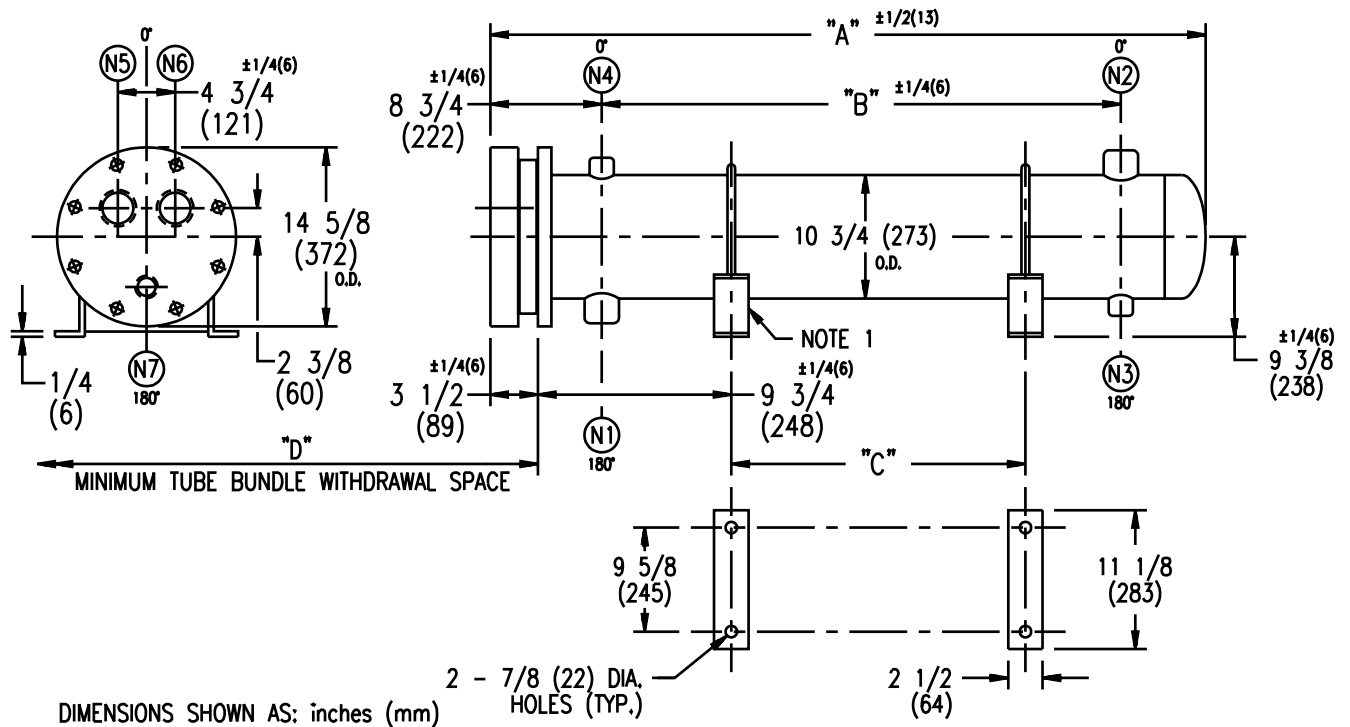 0°
N5
N6
±1/4(6)
4 3/4
(121)
14 5/8
(372)
O.D.
2 3/8
(60)
1/4
(6)
N7
180°
"A" ±1/2(13)
0°
N4
0°
N2
±1/4(6)
8 3/4
(222)
"B" ±1/4(6)
10 3/4 (273)
O.D.
NOTE 1
±1/4(6)
9 3/8
(238)
N3
180°
±1/4(6)
3 1/2
(89)
±1/4(6)
9 3/4
(248)
N1
180°
"D"
MINIMUM TUBE BUNDLE WITHDRAWAL SPACE
"C"
9 5/8
(245)
11 1/8
(283)
2 - 7/8 (22) DIA.
HOLES (TYP.)
2 1/2
(64)
DIMENSIONS SHOWN AS: inches (mm)